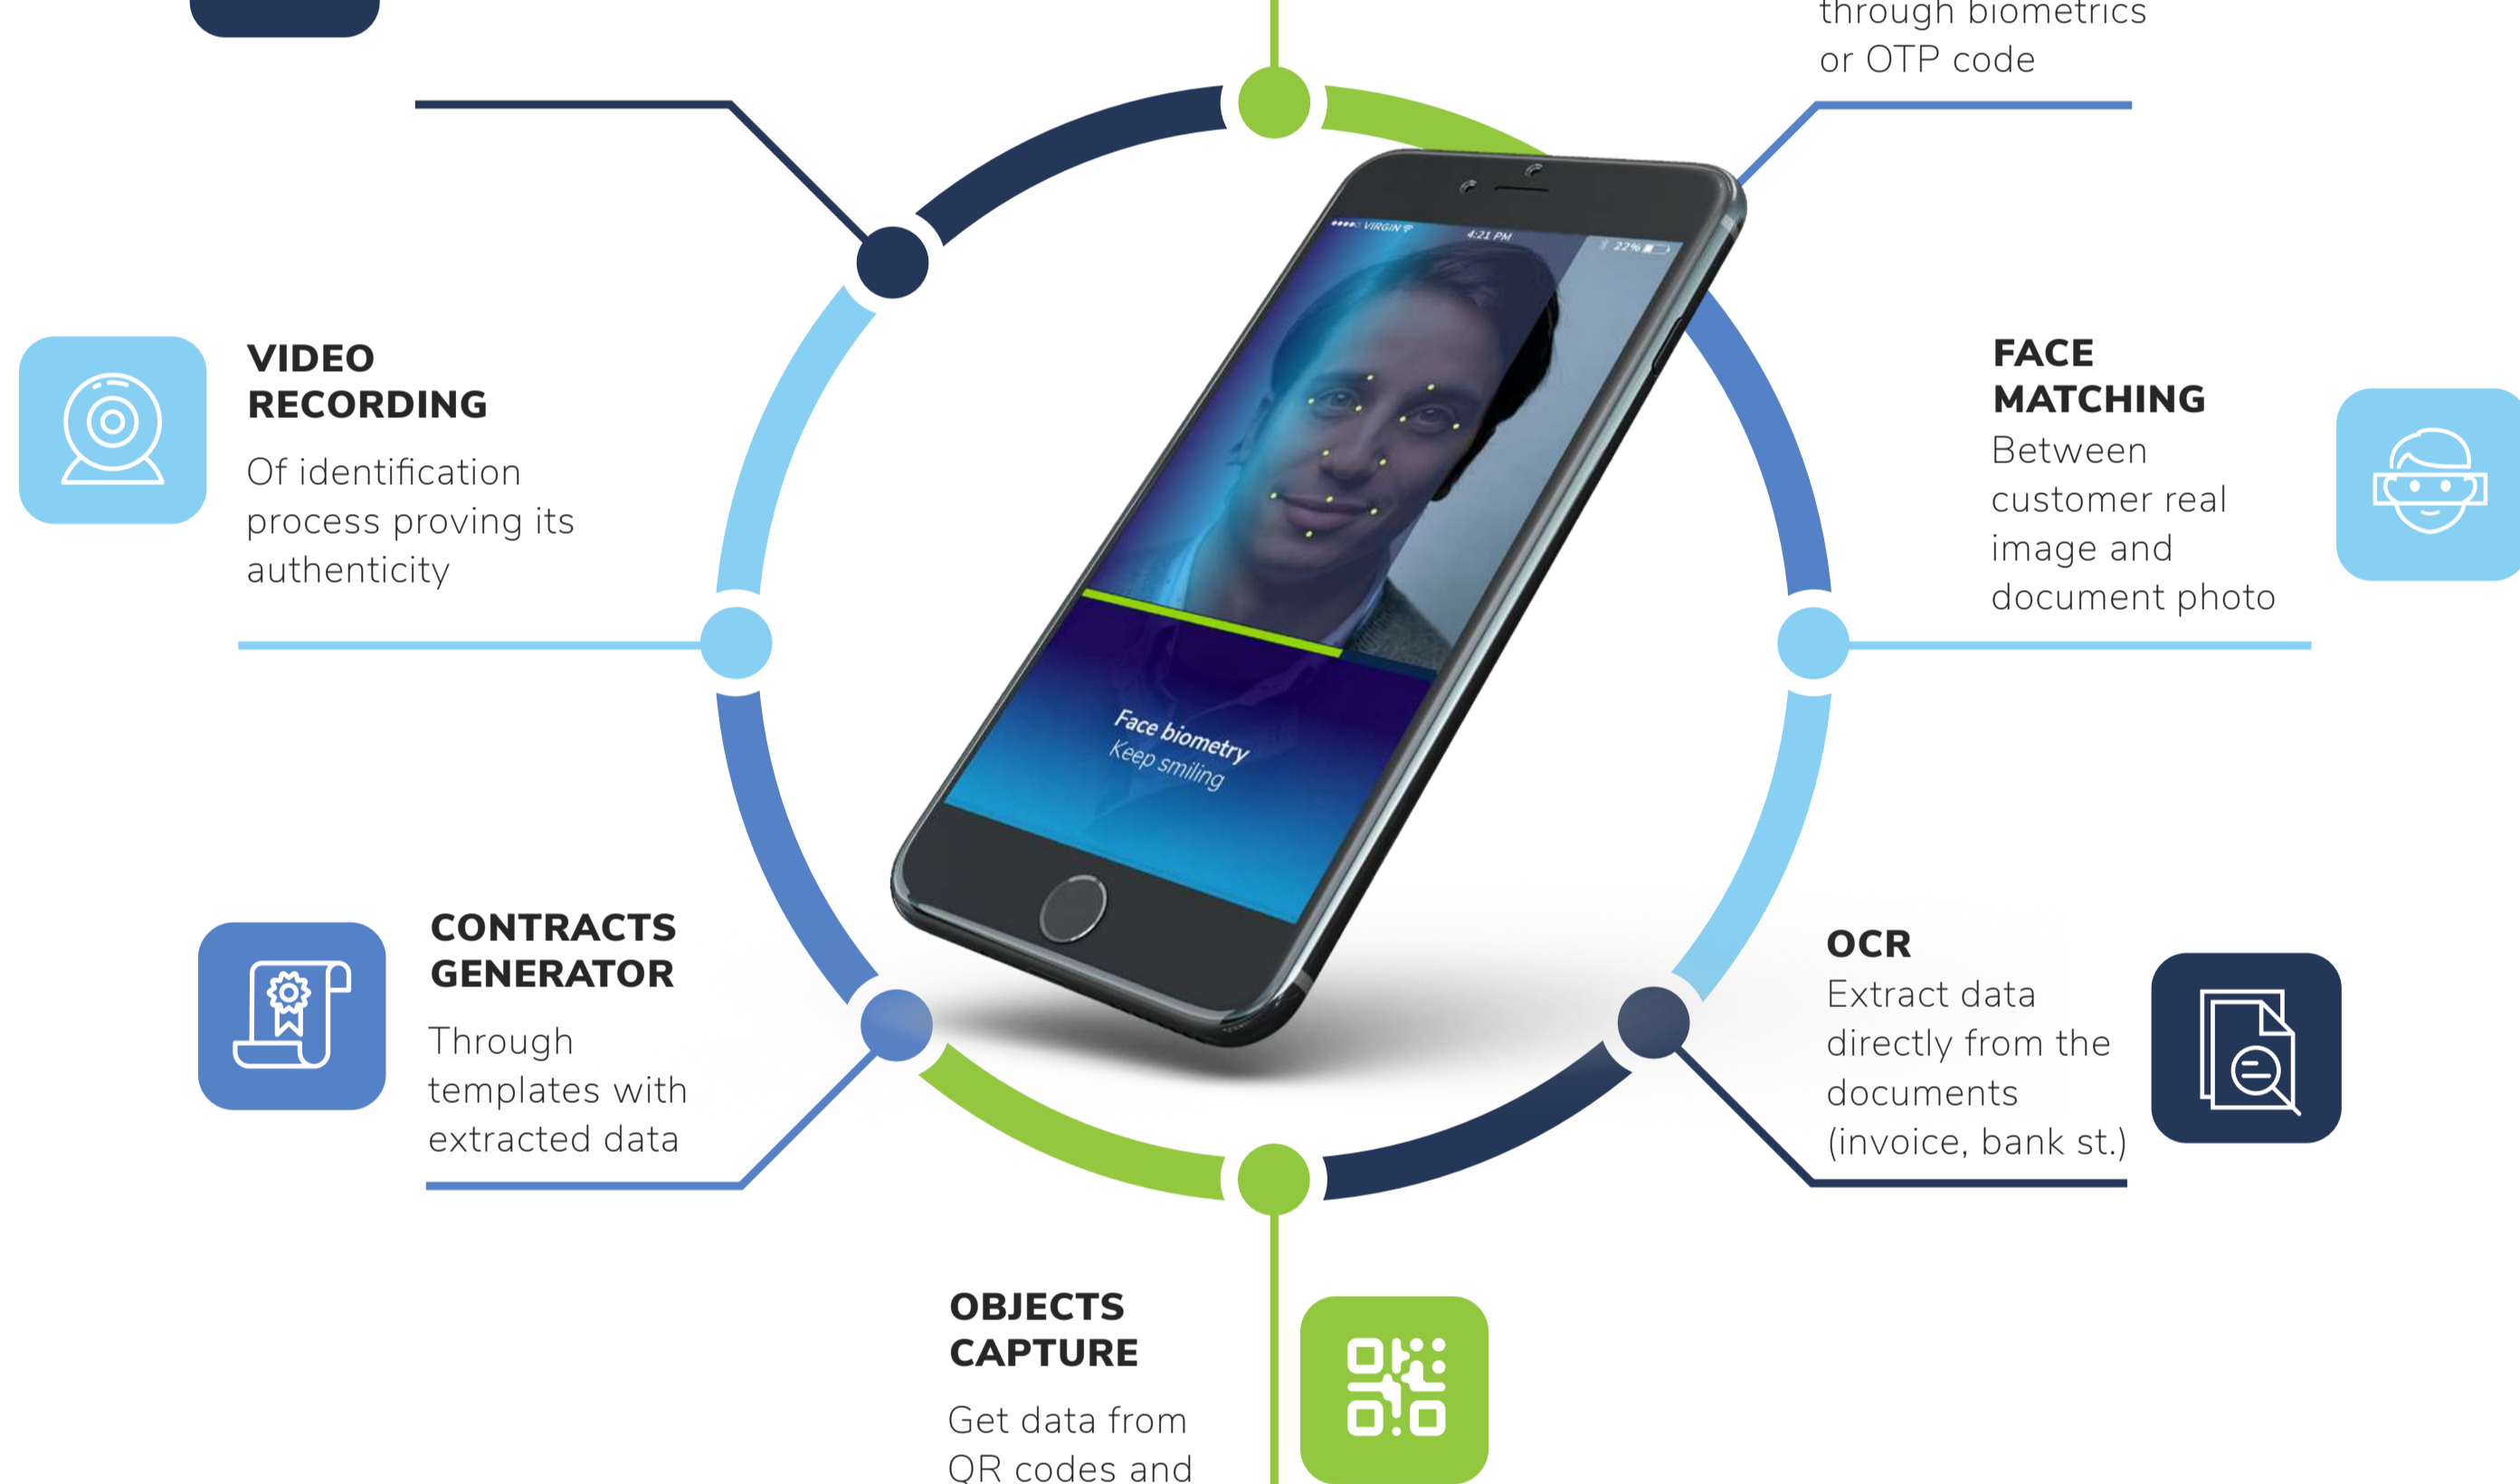 through biometrics
or OTP code
VIRGIN
4:21 PM
22%
VIDEO
RECORDING
Of identification
process proving its
authenticity
FACE
MATCHING
Between
customer real
image and
document photo
Face biometry
Keep smiling
CONTRACTS
GENERATOR
Through
templates with
extracted data
OCR
Extract data
directly from the
documents
(invoice, bank st.)
OBJECTS
CAPTURE
Get data from
QR codes and